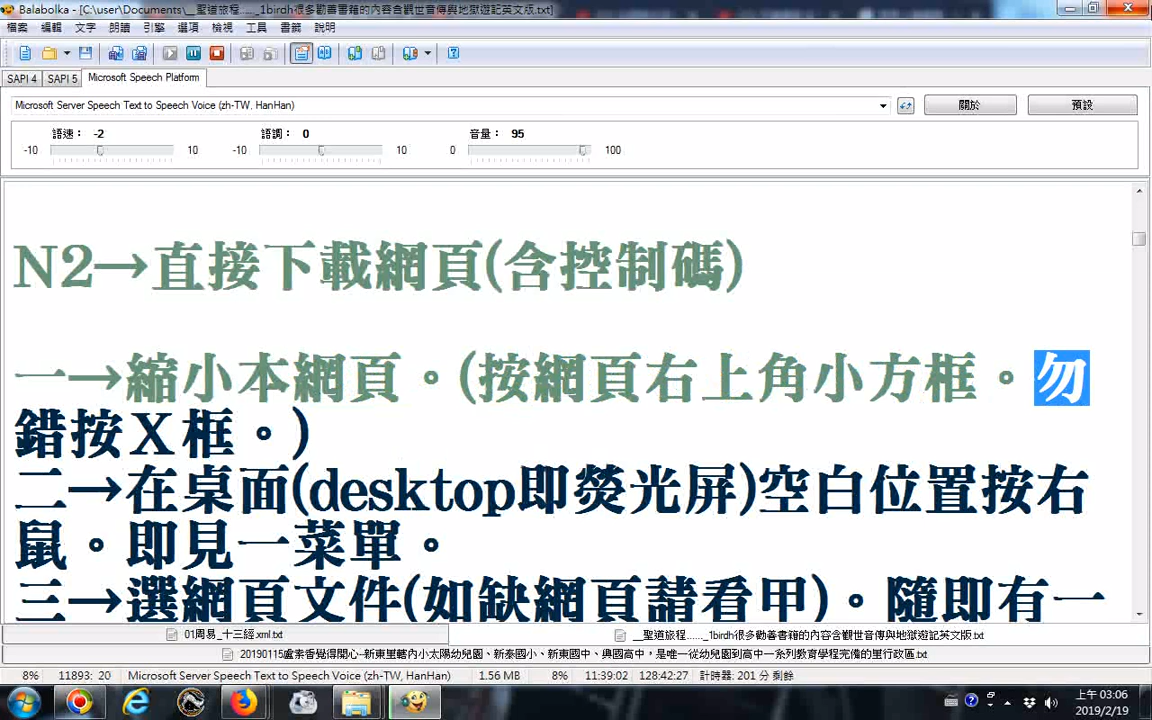 Balabolka - [C:\user\Documents\__聖道旅程......_1birdh很多勸善書籍的內容含觀世音傳與地獄遊記英文版.txt]
檔案 編輯 文字 朗讀 引擎 選項 檢視 工具 書籤 說明
SAPI 4 SAPI 5 Microsoft Speech Platform
Microsoft Server Speech Text to Speech Voice (zh-TW, HanHan) 關於 預設
語速： -2 語調： 0 音量： 95
-10 10 -10 10 0 100
N2→直接下載網頁(含控制碼)
一→縮小本網頁。(按網頁右上角小方框。勿
錯按Ｘ框。)
二→在桌面(desktop即熒光屏)空白位置按右
鼠。即見一菜單。
三→選網頁文件(如缺網頁請看甲)。隨即有一
01周易_十三經.xml.txt __聖道旅程......_1birdh很多勸善書籍的內容含觀世音傳與地獄遊記英文版.txt
20190115盧素香覺得開心-新東里轄內小太陽幼兒園、新泰國小、新東國中、興國高中，是唯一從幼兒園到高中一系列教育學程完備的里行政區.txt
8% 11893: 20 Microsoft Server Speech Text to Speech Voice (zh-TW, HanHan) 1.56 MB 8% 11:39:02 128:42:27 計時器: 201 分 剩餘
上午 03:06
2019/2/19